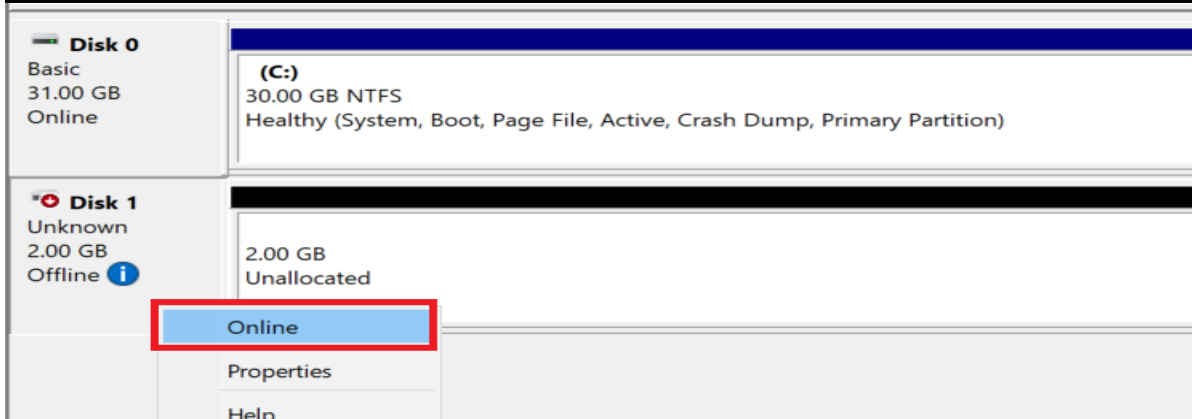 Disk 0
Basic
31.00 GB
Online
(C:)
30.00 GB NTFS
Healthy (System, Boot, Page File, Active, Crash Dump, Primary Partition)
Disk 1
Unknown
2.00 GB
Offline i
2.00 GB
Unallocated
Online
Properties
Help